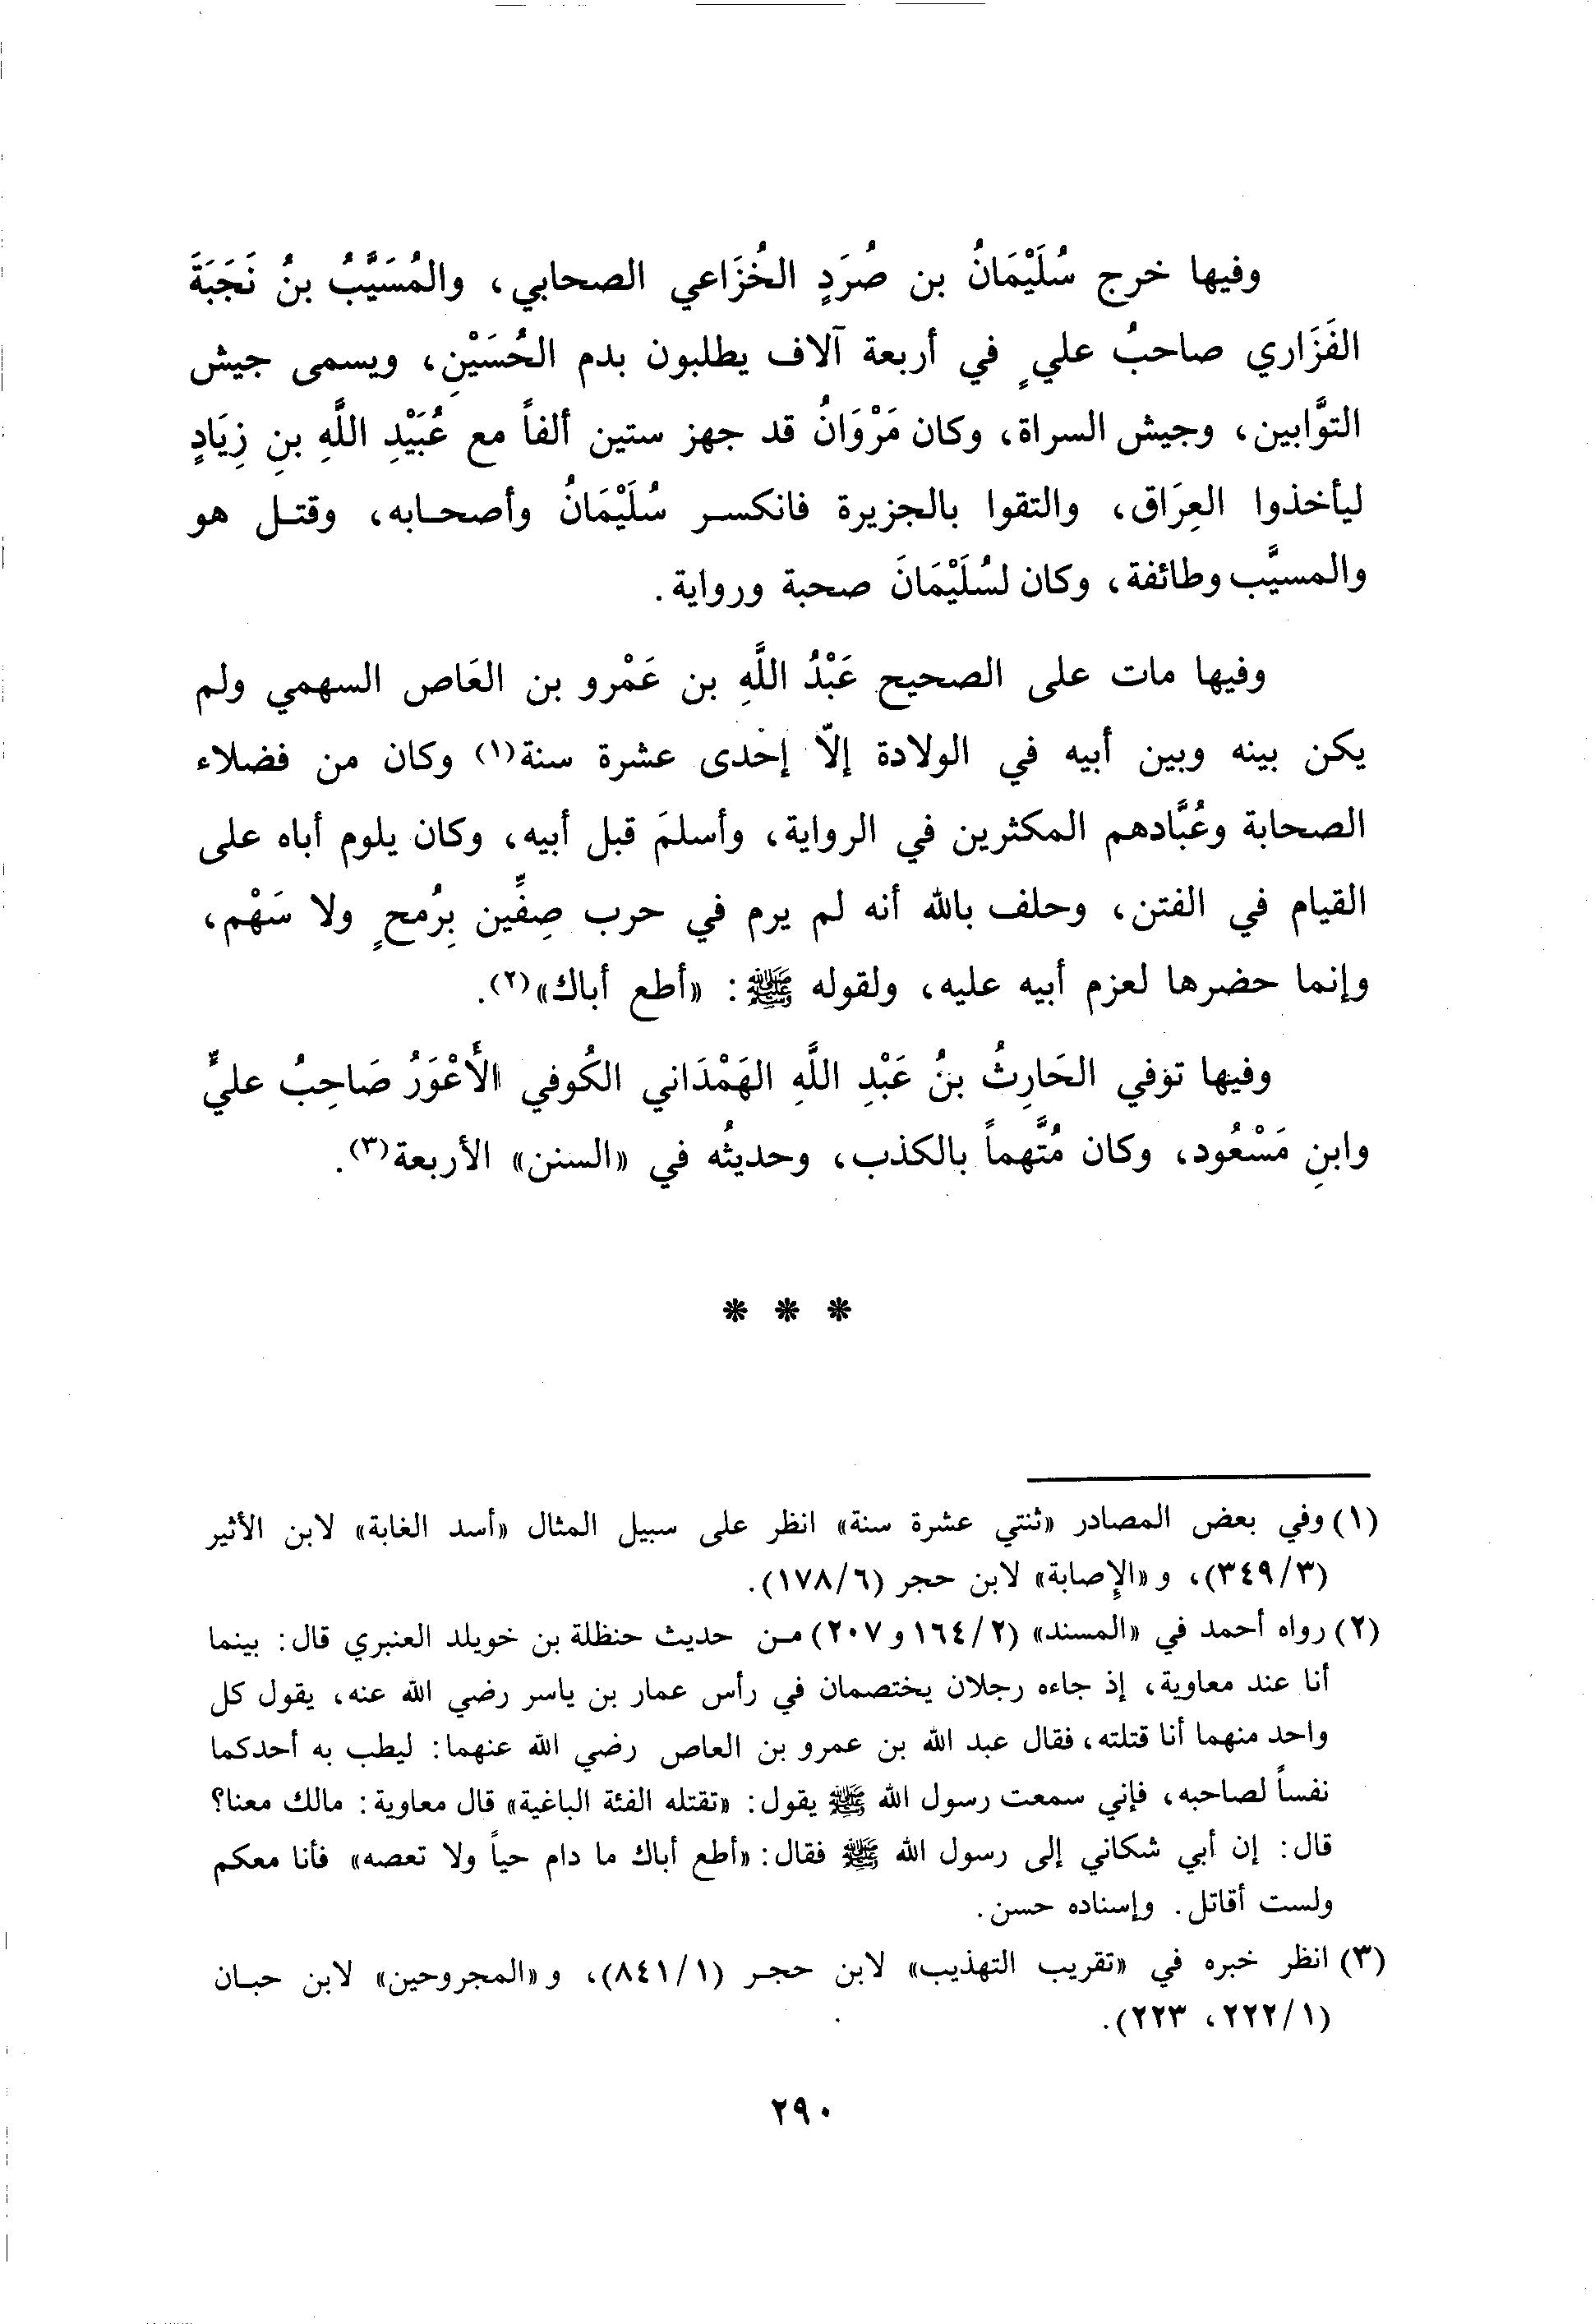 وفيها خرج سُلَيْمَانُ بن صُرَدٍ الخُزَاعي الصحابي، والمُسَيَّبُ بنُ نَجَبَةَ
الفَزَاري صاحبُ عليٍ في أربعة آلاف يطلبون بدم الحُسَيْنِ، ويسمى جيش
التوَّابين، وجيش السراة، وكان مَرْوَانُ قد جهز ستين ألفاً مع عُبَيْدِ اللَّهِ بنِ زِيَادٍ
ليأخذوا العِرَاق، والتقوا بالجزيرة فانكسر سُلَيْمَانُ وأصحابه، وقتل هو
والمسيَّب وطائفة، وكان لسُلَيْمَانَ صحبة ورواية.
وفيها مات على الصحيح عَبْدُ اللَّهِ بن عَمْرو بن العَاص السهمي ولم
يكن بينه وبين أبيه في الولادة إلاّ إحْدى عشرة سنة(١) وكان من فضلاء
الصحابة وعُبَّادهم المكثرين في الرواية، وأسلمَ قبل أبيه، وكان يلوم أباه على
القيام في الفتن، وحلف بالله أنه لم يرم في حرب صِفِّين بِرُمحٍ ولا سَهْم،
وإنما حضرها لعزم أبيه عليه، ولقوله ﷺ: «أطع أباك»(٢).
وفيها توفي الحَارِثُ بنُ عَبْدِ اللَّهِ الهَمْدَاني الكُوفي الأَعْوَرُ صَاحِبُ عليٍّ
وابنِ مَسْعُود، وكان مُتَّهماً بالكذب، وحديثُه في «السنن» الأربعة(٣).
* * *
(١) وفي بعض المصادر «ثنتي عشرة سنة» انظر على سبيل المثال «أسد الغابة» لابن الأثير
(٣/٣٤٩)، و«الإصابة» لابن حجر (٦/١٧٨).
(٢) رواه أحمد في «المسند» (٢/١٦٤ و ٢٠٧) من حديث حنظلة بن خويلد العنبري قال: بينما
أنا عند معاوية، إذ جاءه رجلان يختصمان في رأس عمار بن ياسر رضي الله عنه، يقول كل
واحد منهما أنا قتلته، فقال عبد الله بن عمرو بن العاص رضي الله عنهما: ليطب به أحدكما
نفساً لصاحبه، فإني سمعت رسول الله ﷺ يقول: «تقتله الفئة الباغية» قال معاوية: مالك معنا؟
قال: إن أبي شكاني إلى رسول الله ﷺ فقال: «أطع أباك ما دام حياً ولا تعصه» فأنا معكم
ولست أقاتل. وإسناده حسن.
(٣) انظر خبره في «تقريب التهذيب» لابن حجر (١/٨٤١)، و«المجروحين» لابن حبان
(١/٢٢٢، ٢٢٣).
٢٩٠